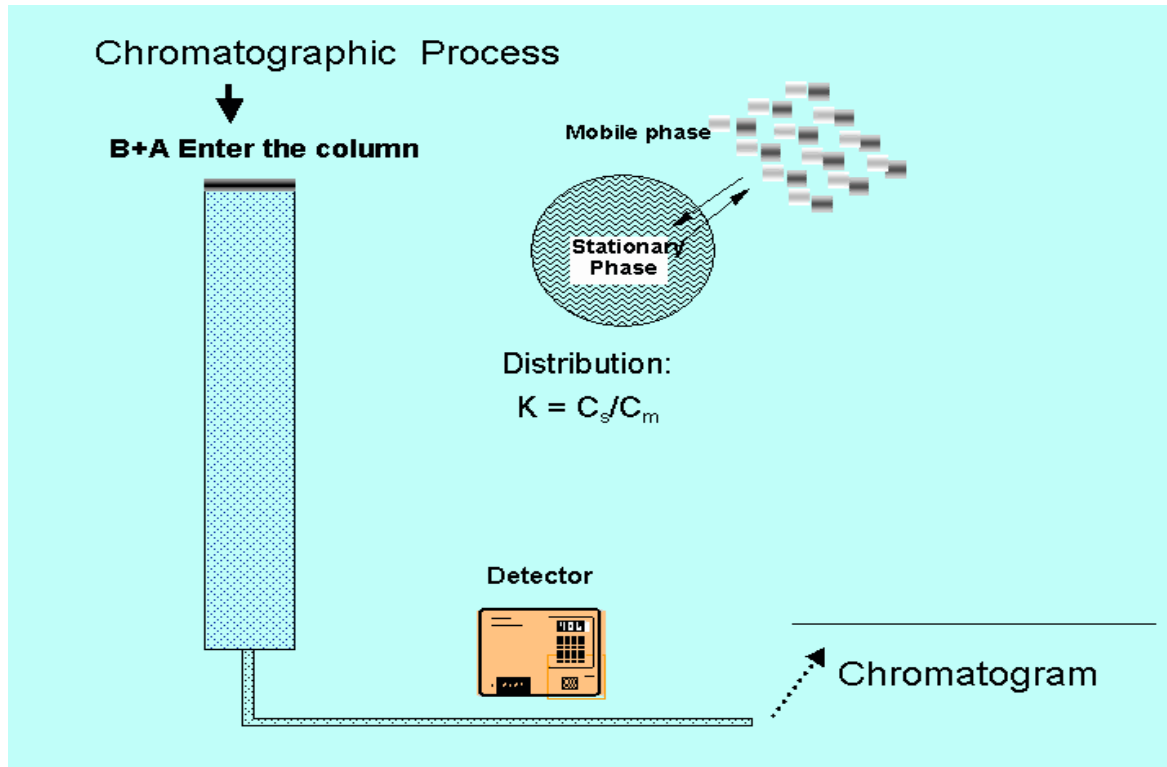 Chromatographic Process
B+A Enter the column
Mobile phase
Stationary
Phase
Distribution:
K = Cs/Cm
Detector
Chromatogram